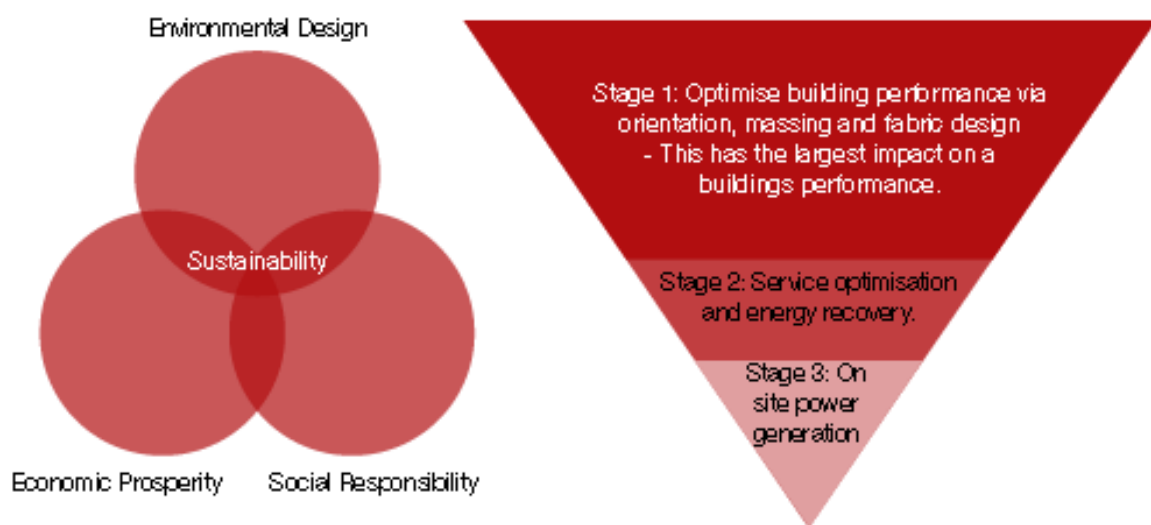 Environmental Design
Sustainability
Economic Prosperity
Social Responsibility
Stage 1: Optimise building performance via
orientation, massing and fabric design
- This has the largest impact on a
buildings performance.
Stage 2: Service optimisation
and energy recovery.
Stage 3: On
site power
generation